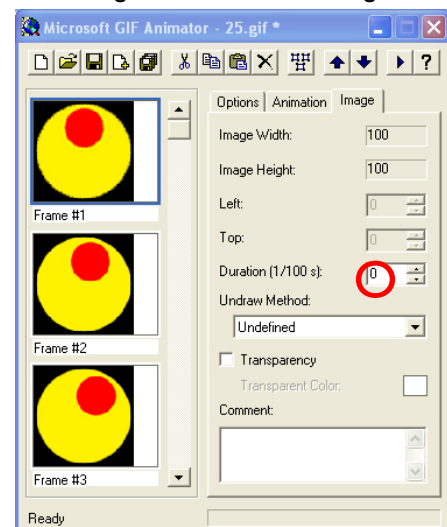 Microsoft GIF Animator - 25.gif *
Options Animation Image
Image Width: 100
Image Height: 100
Left: 0
Top: 0
Duration (1/100 s): 0
Undraw Method:
Undefined
Transparency
Transparent Color:
Comment:
Frame #1
Frame #2
Frame #3
Ready